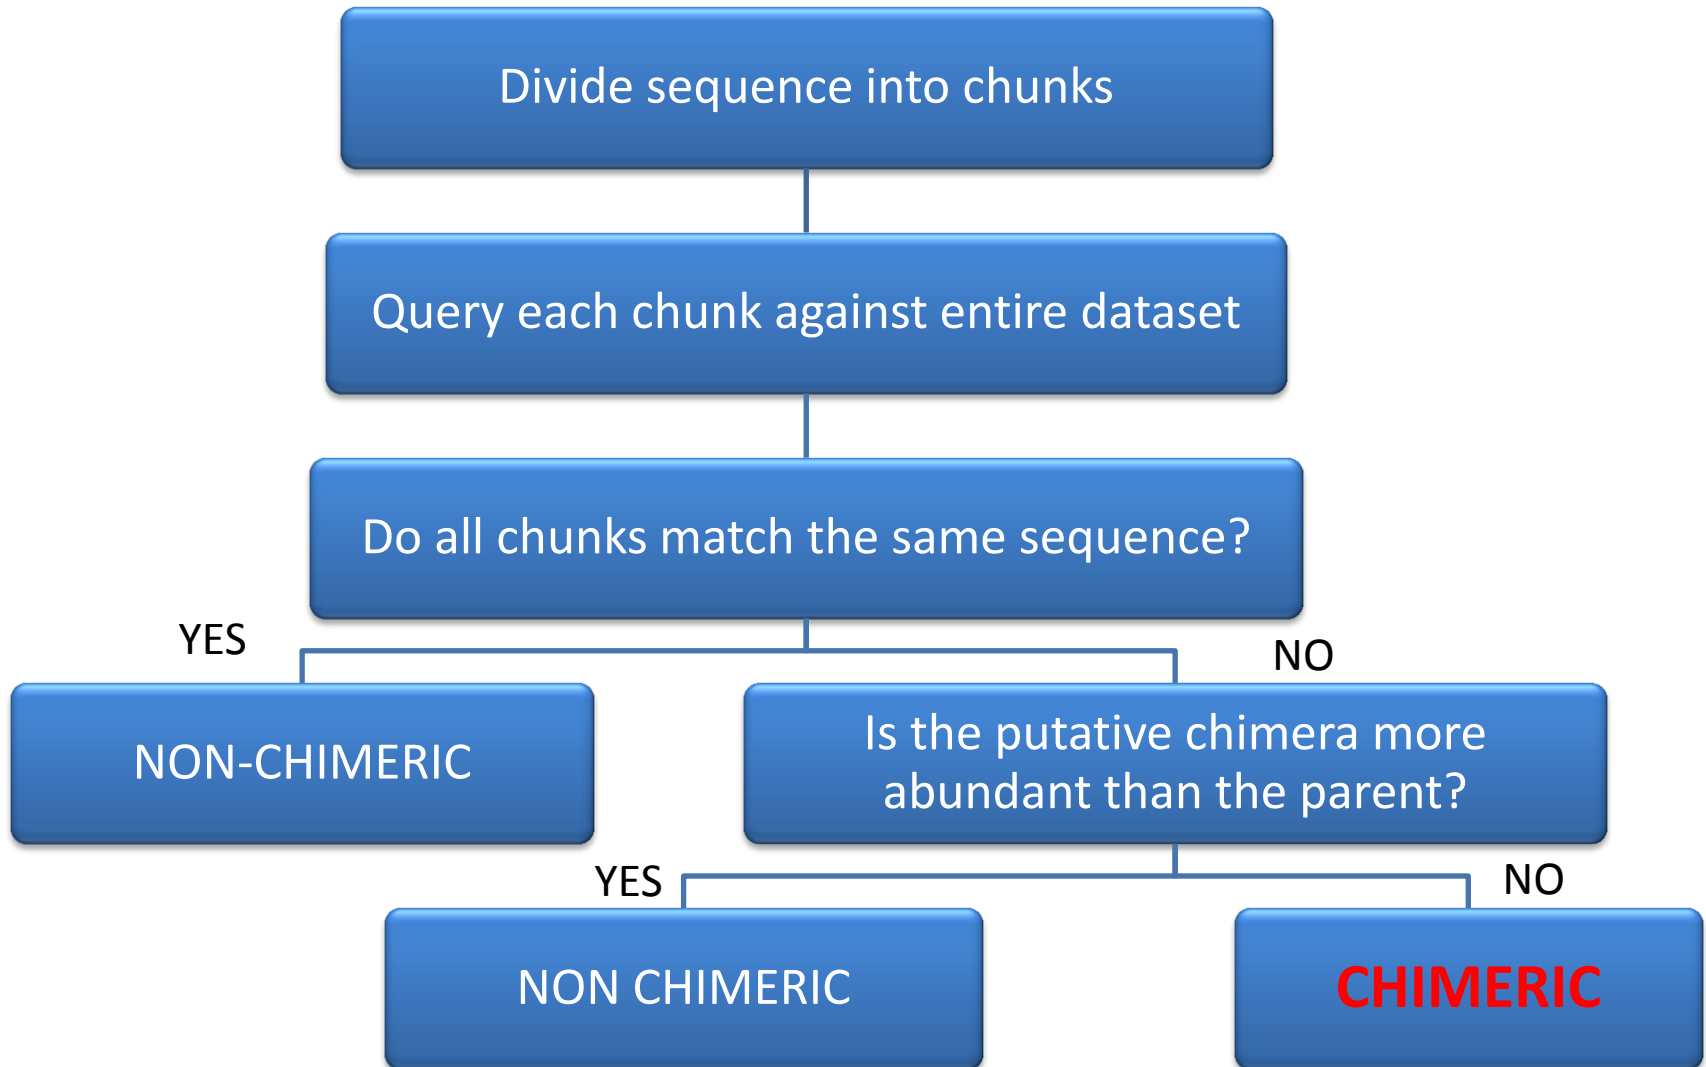 Divide sequence into chunks
Query each chunk against entire dataset
Do all chunks match the same sequence?
YES
NO
NON-CHIMERIC
Is the putative chimera more
abundant than the parent?
YES
NO
NON CHIMERIC
CHIMERIC